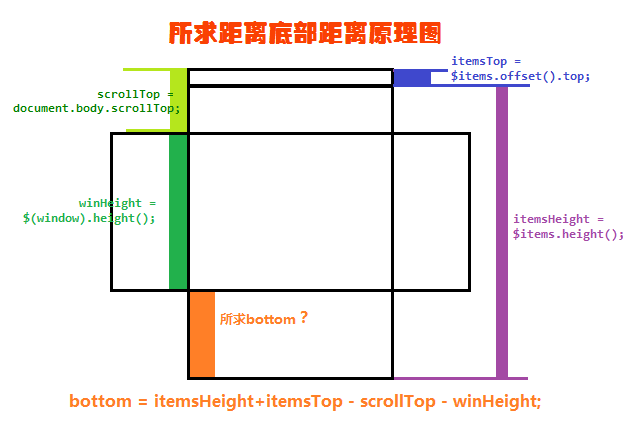 所求距离底部距离原理图
itemsTop =
$items.offset().top;
scrollTop =
document.body.scrollTop;
winHeight =
$(window).height();
itemsHeight =
$items.height();
所求bottom？
bottom = itemsHeight+itemsTop - scrollTop - winHeight;